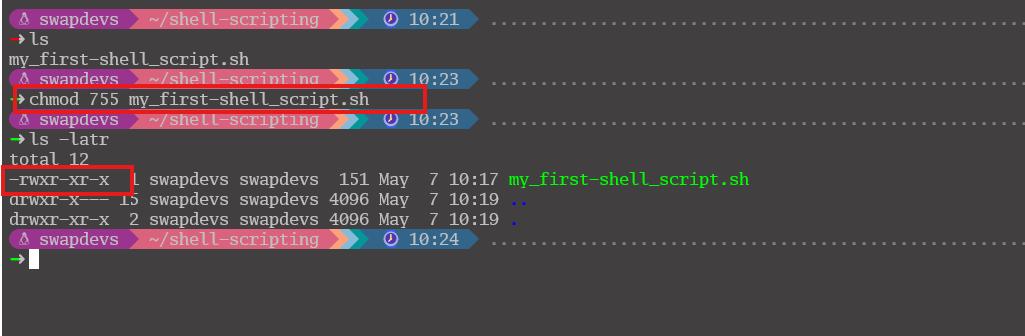 swapdevs ~/shell-scripting 10:21
→ls
my_first-shell_script.sh
swapdevs ~/shell-scripting 10:23
→chmod 755 my_first-shell_script.sh
swapdevs ~/shell-scripting 10:23
→ls -latr
total 12
-rwxr-xr-x 1 swapdevs swapdevs 151 May 7 10:17 my_first-shell_script.sh
drwxr-x--- 15 swapdevs swapdevs 4096 May 7 10:19 ..
drwxr-xr-x 2 swapdevs swapdevs 4096 May 7 10:19 .
swapdevs ~/shell-scripting 10:24
→